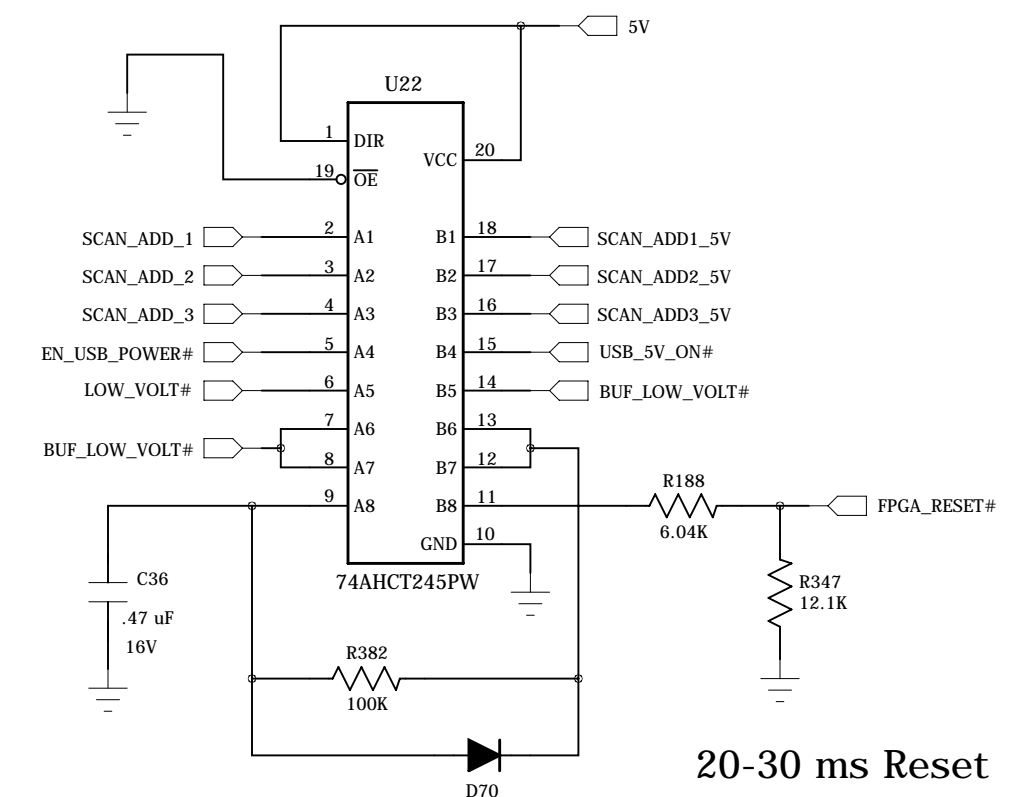 5V
U22
1 DIR
VCC 20
19 OE
SCAN_ADD_1 2 A1 B1 18 SCAN_ADD1_5V
SCAN_ADD_2 3 A2 B2 17 SCAN_ADD2_5V
SCAN_ADD_3 4 A3 B3 16 SCAN_ADD3_5V
EN_USB_POWER# 5 A4 B4 15 USB_5V_ON#
LOW_VOLT# 6 A5 B5 14 BUF_LOW_VOLT#
7 A6 B6 13
BUF_LOW_VOLT#
8 A7 B7 12
R188
9 A8 B8 11 FPGA_RESET#
6.04K
GND 10
C36 74AHCT245PW R347
12.1K
.47 uF
16V
R382
100K
20-30 ms Reset
D70